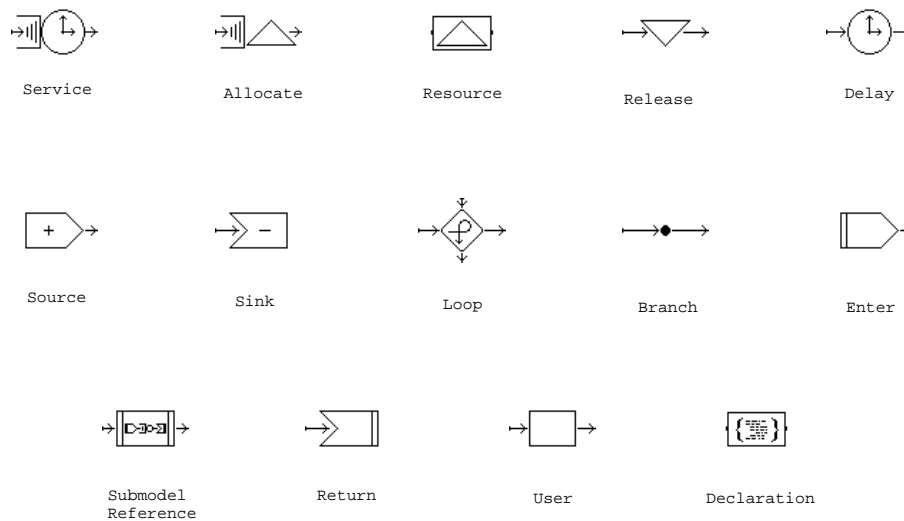 Service
Allocate
Resource
Release
Delay
+
-
Source
Sink
Loop
Branch
Enter
Submodel
Reference
Return
User
Declaration